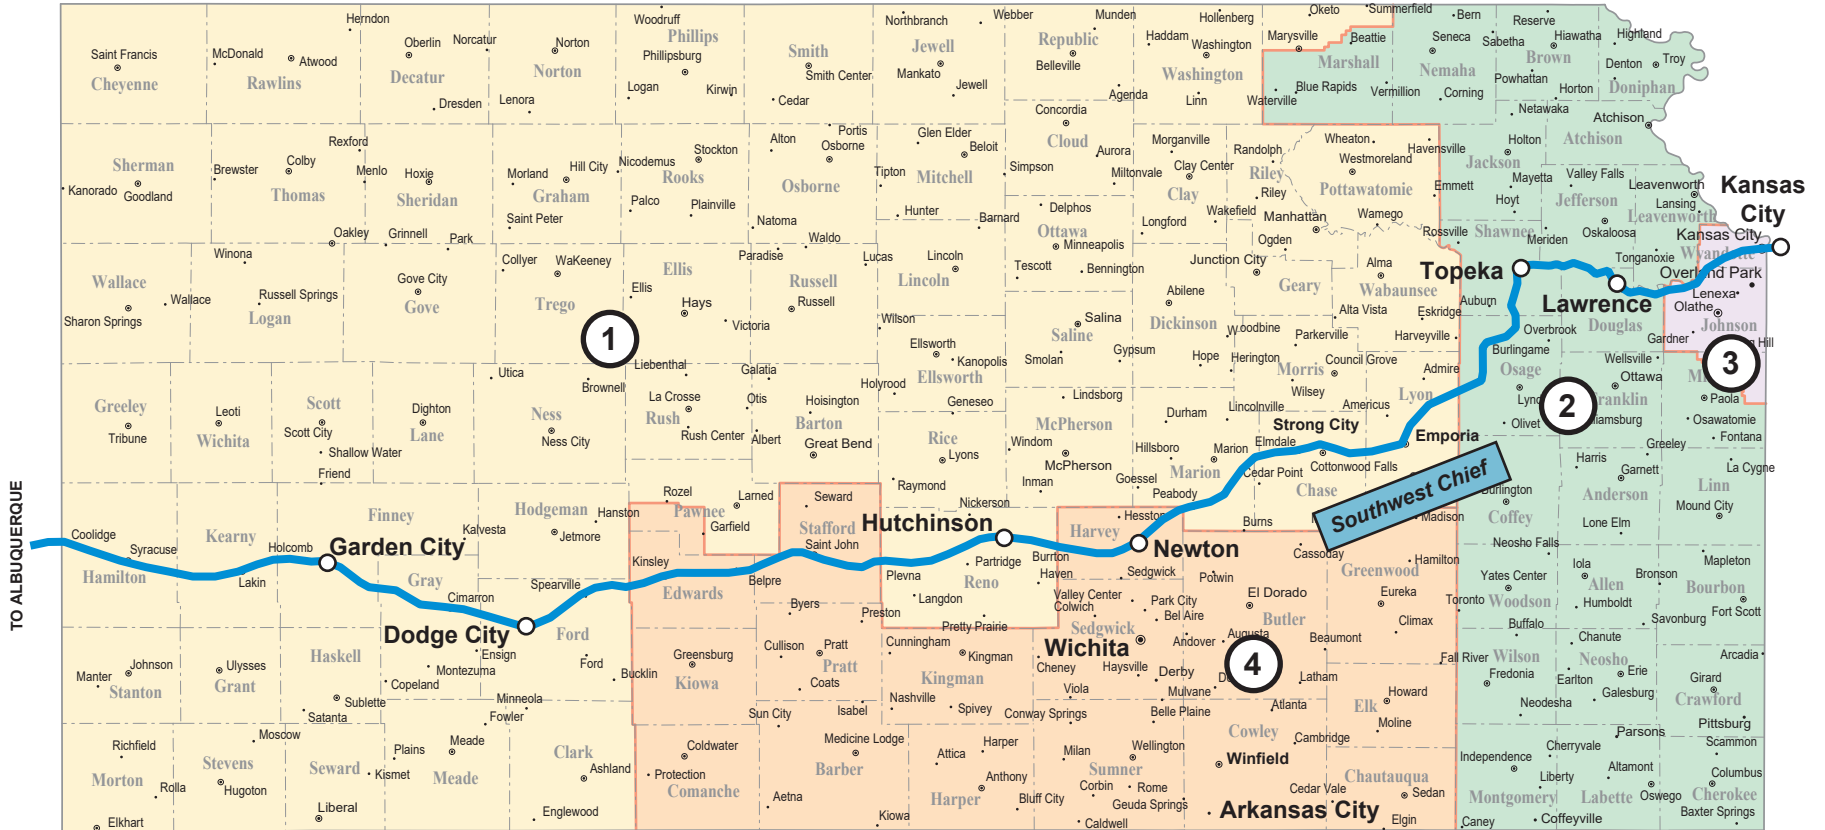 Herndon
Woodruff
Phillips
Northbranch
Webber
Munden
Hollenberg
Oketo
Summerfield
Bern
Reserve
Saint Francis
McDonald
Atwood
Oberlin
Norcatur
Norton
Phillipsburg
Smith
Jewell
Republic
Haddam
Washington
Marysville
Beattie
Seneca
Sabetha
Hiawatha
Highland
Cheyenne
Rawlins
Decatur
Norton
Smith Center
Mankato
Belleville
Washington
Marshall
Nemaha
Brown
Denton
Troy
Powhattan
Doniphan
Dresden
Lenora
Logan
Kirwin
Cedar
Jewell
Agenda
Linn
Waterville
Blue Rapids
Vermillion
Corning
Horton
Netawaka
Atchison
Concordia
Cloud
Rexford
Colby
Brewster
Menlo
Hoxie
Morland
Hill City
Nicodemus
Stockton
Rooks
Alton
Portis
Osborne
Glen Elder
Beloit
Tipton
Mitchell
Simpson
Aurora
Miltonvale
Morganville
Clay Center
Clay
Randolph
Riley
Riley
Wheaton
Westmoreland
Havensville
Pottawatomie
Emmett
Holton
Jackson
Atchison
Mayetta
Valley Falls
Leavenworth
Lansing
Kansas
City
Sherman
Kanorado
Goodland
Thomas
Sheridan
Graham
Saint Peter
Palco
Plainville
Osborne
Natoma
Hunter
Barnard
Delphos
Ottawa
Minneapolis
Longford
Wakefield
Manhattan
Ogden
Wamego
Rossville
Hoyt
Shawnee
Jefferson
Meriden
Oskaloosa
Leavenworth
Tonganoxie
Kansas City
Wyandotte
Overland Park
Lenexa
Olathe
Johnson
Oakley
Grinnell
Park
Winona
Collyer
WaKeeney
Ellis
Paradise
Waldo
Lucas
Lincoln
Lincoln
Tescott
Bennington
Junction City
Alma
Topeka
Lawrence
Wallace
Wallace
Sharon Springs
Russell Springs
Logan
Gove City
Gove
Trego
Ellis
Hays
Victoria
Russell
Russell
Wilson
Salina
Saline
Abilene
Dickinson
Geary
Wabaunsee
Woodbine
Alta Vista
Eskridge
Auburn
Overbrook
Douglas
Gardner
1
Liebenthal
Galatia
Ellsworth
Kanopolis
Ellsworth
Smolan
Gypsum
Hope
Herington
Parkerville
Council Grove
Harveyville
Burlingame
Wellsville
Hill
3
Utica
Brownell
Greeley
Tribune
Leoti
Wichita
Scott
Scott City
Dighton
Lane
Ness
Ness City
La Crosse
Rush
Rush Center
Otis
Albert
Hoisington
Barton
Great Bend
Holyrood
Geneseo
Rice
Lyons
Lindsborg
McPherson
Windom
McPherson
Durham
Hillsboro
Marion
Marion
Lincolnville
Morris
Wilsey
Americus
Admire
Lyon
Osage
Ottawa
2
Paola
Olivet
Osawatomie
Strong City
Elmdale
Emporia
Shallow Water
Friend
Cedar Point
Cottonwood Falls
Chase
Greeley
Fontana
Harris
Garnett
La Cygne
Anderson
Linn
Mound City
Southwest Chief
Burlington
Coffey
Lone Elm
TO ALBUQUERQUE
Coolidge
Syracuse
Hamilton
Kearny
Lakin
Holcomb
Finney
Garden City
Gray
Cimarron
Kalvesta
Hodgeman
Hanston
Jetmore
Spearville
Rozel
Pawnee
Larned
Garfield
Kinsley
Edwards
Belpre
Seward
Stafford
Saint John
Raymond
Nickerson
Hutchinson
Inman
Goessel
Peabody
Harvey
Hesston
Newton
Burns
Madison
Plevna
Partridge
Reno
Langdon
Burrton
Haven
Sedgwick
Potwin
Cassoday
Hamilton
Greenwood
Neosho Falls
Yates Center
Woodson
Iola
Allen
Humboldt
Bronson
Mapleton
Bourbon
Fort Scott
Dodge City
Ford
Ensign
Ford
Bucklin
Byers
Preston
Pretty Prairie
Valley Center
Colwich
Park City
Bel Aire
El Dorado
Eureka
Toronto
Climax
Buffalo
Savonburg
Johnson
Manter
Stanton
Ulysses
Grant
Haskell
Sublette
Satanta
Montezuma
Copeland
Minneola
Fowler
Greensburg
Kiowa
Cullison
Pratt
Pratt
Coats
Cunningham
Kingman
Kingman
Sedgwick
Wichita
Cheney
Andover
Augusta
Butler
Haysville
Derby
Beaumont
Fall River
Wilson
Fredonia
Chanute
Neosho
Erie
Earlton
Galesburg
Arcadia
Girard
Crawford
4
Latham
Howard
Viola
Mulvane
Belle Plaine
Conway Springs
Nashville
Spivey
Isabel
Sun City
Atlanta
Elk
Moline
Neodesha
Pittsburg
Parsons
Scammon
Richfield
Morton
Moscow
Stevens
Hugoton
Rolla
Elkhart
Seward
Liberal
Plains
Kismet
Meade
Meade
Clark
Ashland
Englewood
Coldwater
Protection
Comanche
Medicine Lodge
Barber
Aetna
Attica
Harper
Harper
Anthony
Bluff City
Kiowa
Milan
Wellington
Sumner
Corbin
Rome
Geuda Springs
Caldwell
Cowley
Winfield
Cambridge
Arkansas City
Cedar Vale
Chautauqua
Sedan
Elgin
Independence
Montgomery
Caney
Cherryvale
Liberty
Coffeyville
Altamont
Labette
Oswego
Columbus
Cherokee
Baxter Springs